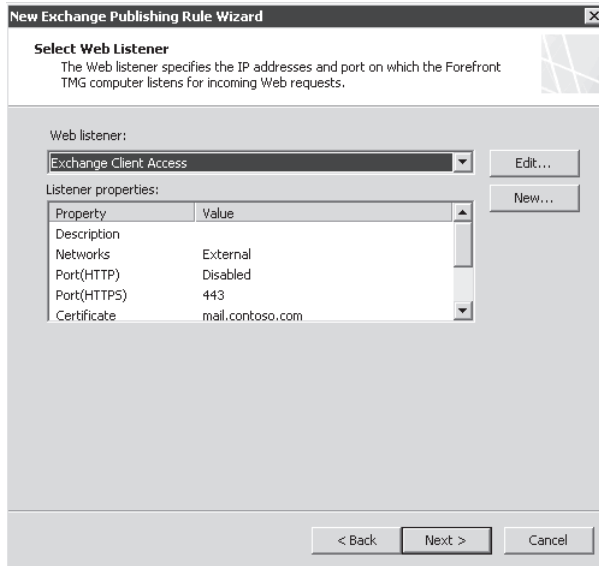 New Exchange Publishing Rule Wizard
Select Web Listener
The Web listener specifies the IP addresses and port on which the Forefront
TMG computer listens for incoming Web requests.
Web listener:
Exchange Client Access
Edit...
Listener properties:
New...
Property Value
Description
Networks External
Port(HTTP) Disabled
Port(HTTPS) 443
Certificate mail.contoso.com
< Back Next > Cancel